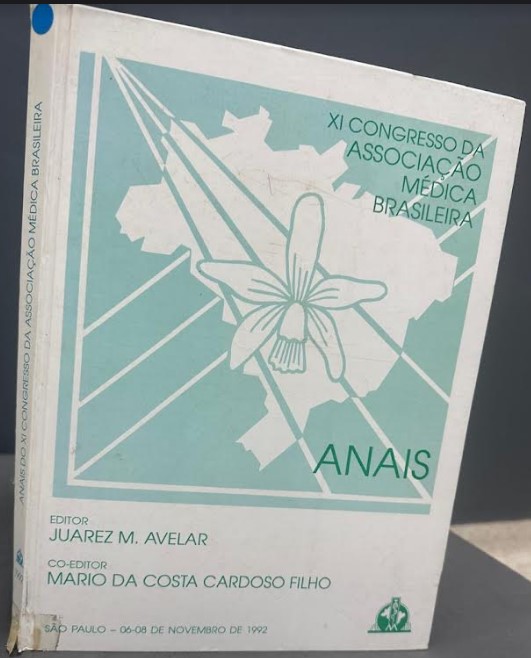 XI CONGRESSO DA
ASSOCIAÇÃO
MÉDICA
BRASILEIRA
ANAIS
EDITOR
JUAREZ M. AVELAR
CO-EDITOR
MARIO DA COSTA CARDOSO FILHO
SÃO PAULO – 06-08 DE NOVEMBRO DE 1992
ANAIS DO XI CONGRESSO DA ASSOCIAÇÃO MÉDICA BRASILEIRA